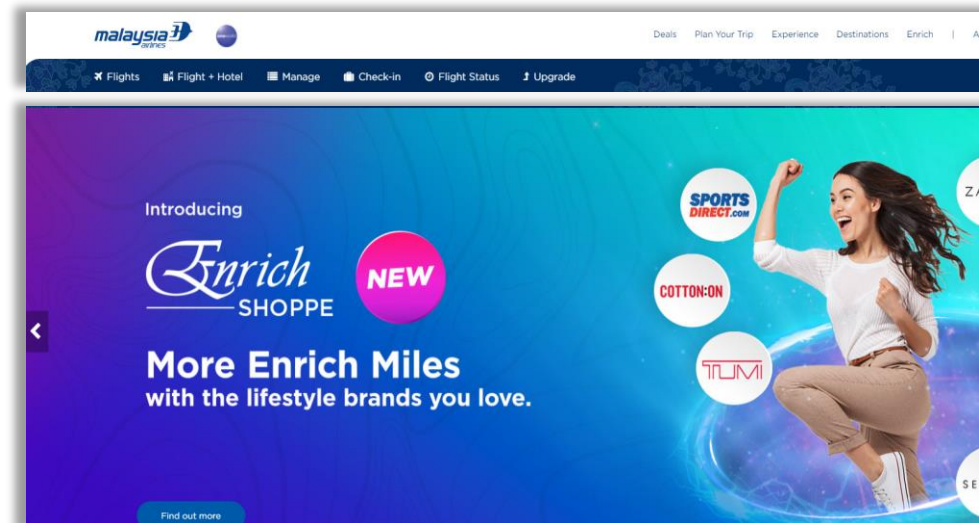 malaysia
airlines
Deals Plan Your Trip Experience Destinations Enrich | A
Flights Flight + Hotel Manage Check-in Flight Status Upgrade
Introducing
Enrich
SHOPPE
NEW
More Enrich Miles
with the lifestyle brands you love.
Find out more
SPORTS
DIRECT.COM
COTTON:ON
TUMI
ZA
SE